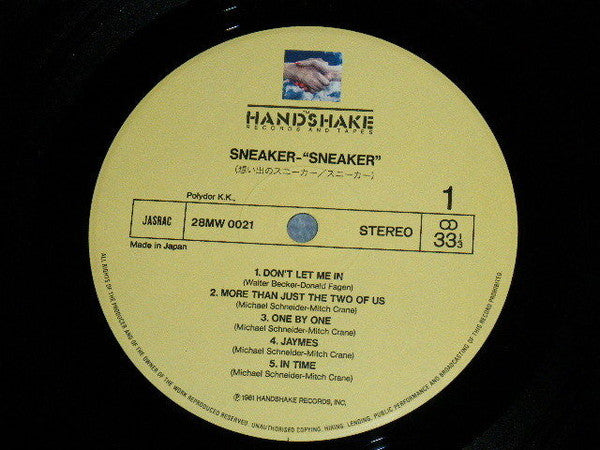 HANDSHAKE
RECORDS AND TAPES
SNEAKER-"SNEAKER"
(想い出のスニーカー/スニーカー)
Polydor K.K.,
1
JASRAC
28MW 0021
STEREO
33 1/3
Made in Japan
1. DON'T LET ME IN
(Walter Becker-Donald Fagen)
2. MORE THAN JUST THE TWO OF US
(Michael Schneider-Mitch Crane)
3. ONE BY ONE
(Michael Schneider-Mitch Crane)
4. JAYMES
(Michael Schneider-Mitch Crane)
5. IN TIME
(Michael Schneider-Mitch Crane)
Ⓟ 1981 HANDSHAKE RECORDS, INC.
ALL RIGHTS OF THE PRODUCER AND OF THE OWNER OF THE WORK REPRODUCED RESERVED. UNAUTHORISED COPYING, HIRING, LENDING, PUBLIC PERFORMANCE AND BROADCASTING OF THIS RECORD PROHIBITED.